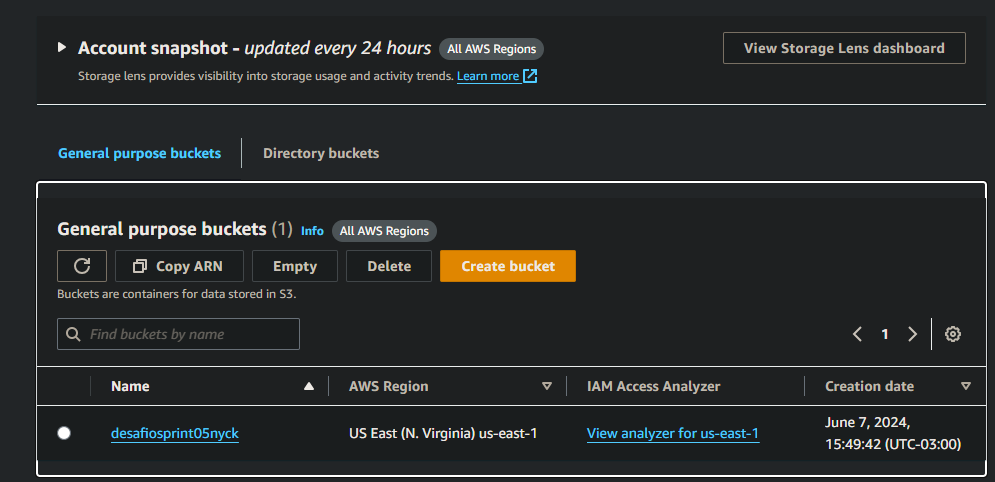 Account snapshot - updated every 24 hours All AWS Regions
View Storage Lens dashboard
Storage lens provides visibility into storage usage and activity trends. Learn more
General purpose buckets
Directory buckets
General purpose buckets (1) Info All AWS Regions
Copy ARN Empty Delete Create bucket
Buckets are containers for data stored in S3.
Find buckets by name
1
Name AWS Region IAM Access Analyzer Creation date
desafiosprint05nyck US East (N. Virginia) us-east-1 View analyzer for us-east-1 June 7, 2024,
15:49:42 (UTC-03:00)